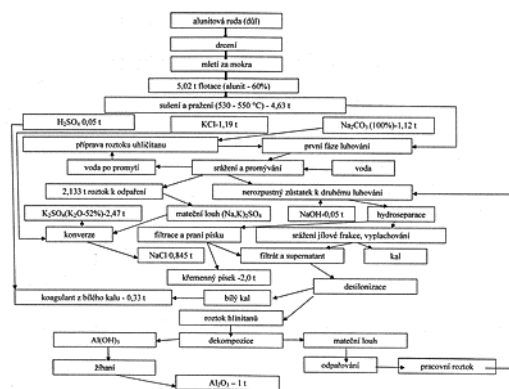 alunitová ruda (důl)
drcení
mletí za mokra
5,02 t flotace (alunit - 60%)
sušení a pražení (530 - 550 °C) - 4,63 t
H₂SO₄ 0,05 t
KCl-1,19 t
Na₂CO₃ (100%)-1,12 t
příprava roztoku uhličitanu
první fáze luhování
voda po promytí
srážení a promývání
voda
2,133 t roztok k odpaření
nerozpustný zůstatek k druhému luhování
K₂SO₄(K₂O-52%)-2,47 t
mateční louh (Na,K)₂SO₄
NaOH-0,05 t
hydroseparace
konverze
filtrace a praní písku
srážení jílové frakce, vyplachování
NaCl 0,845 t
filtrát a supernatant
kal
křemenný písek -2,0 t
desilonizace
koagulant z bílého kalu - 0,33 t
bílý kal
roztok hlinitanů
Al(OH)₃
dekompozice
mateční louh
žíhaní
odpařování
pracovní roztok
Al₂O₃ – 1 t